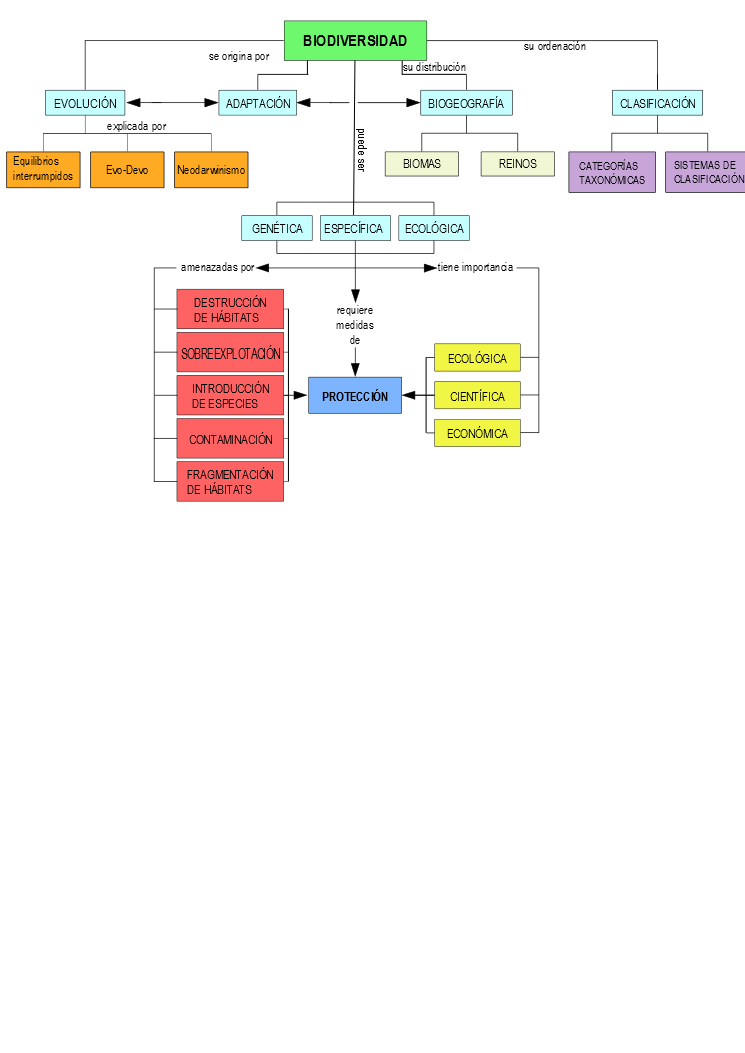 BIODIVERSIDAD
se origina por
su distribución
su ordenación
EVOLUCIÓN
ADAPTACIÓN
BIOGEOGRAFÍA
CLASIFICACIÓN
explicada por
puede ser
Equilibrios
interrumpidos
Evo-Devo
Neodarwinismo
BIOMAS
REINOS
CATEGORÍAS
TAXONÓMICAS
SISTEMAS DE
CLASIFICACIÓN
GENÉTICA
ESPECÍFICA
ECOLÓGICA
amenazadas por
tiene importancia
DESTRUCCIÓN
DE HÁBITATS
SOBREEXPLOTACIÓN
INTRODUCCIÓN
DE ESPECIES
CONTAMINACIÓN
FRAGMENTACIÓN
DE HÁBITATS
requiere
medidas
de
PROTECCIÓN
ECOLÓGICA
CIENTÍFICA
ECONÓMICA